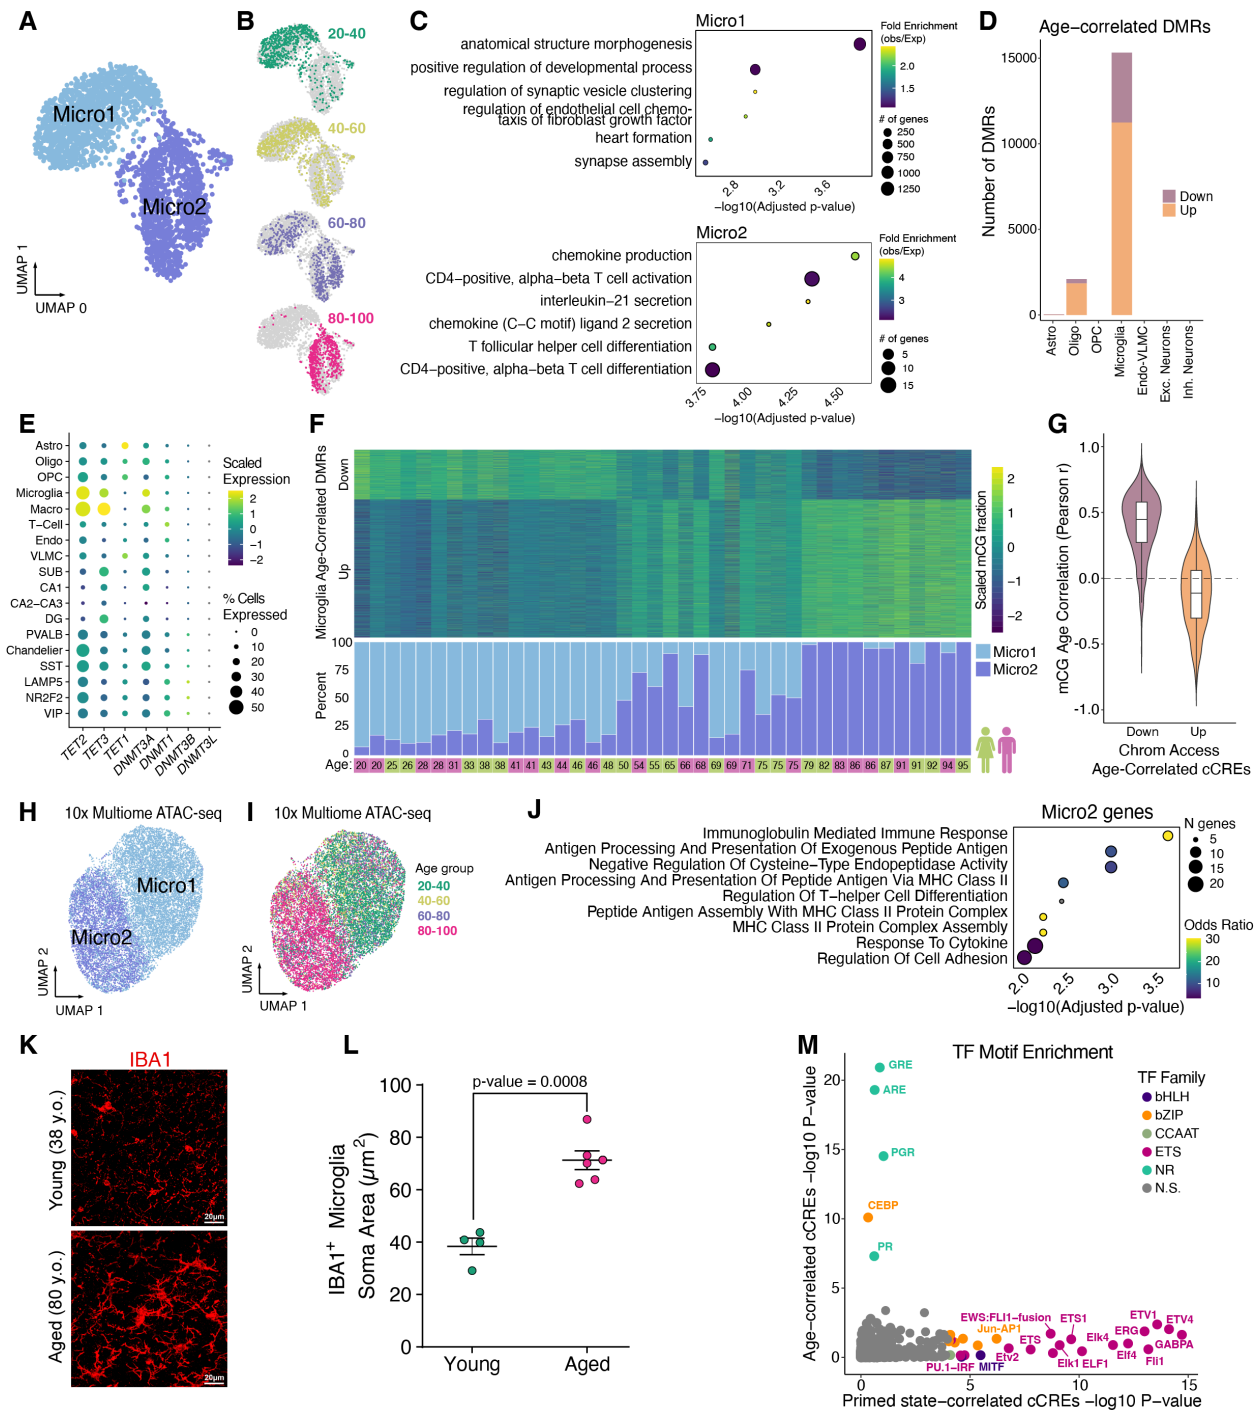 A
Micro1
Micro2
UMAP 1
UMAP 0
B
20-40
40-60
60-80
80-100
C
Micro1
anatomical structure morphogenesis
positive regulation of developmental process
regulation of synaptic vesicle clustering
regulation of endothelial cell chemo-
taxis of fibroblast growth factor
heart formation
synapse assembly
2.8 3.2 3.6
−log10(Adjusted p-value)
Fold Enrichment
(obs/Exp)
2.0
1.5
# of genes
250
500
750
1000
1250
Micro2
chemokine production
CD4−positive, alpha−beta T cell activation
interleukin−21 secretion
chemokine (C−C motif) ligand 2 secretion
T follicular helper cell differentiation
CD4−positive, alpha−beta T cell differentiation
3.75 4.00 4.25 4.50
−log10(Adjusted p-value)
Fold Enrichment
(obs/Exp)
4
3
# of genes
5
10
15
D
Age-correlated DMRs
Number of DMRs
15000
10000
5000
0
Down
Up
Astro
Oligo
OPC
Microglia
Endo-VLMC
Exc. Neurons
Inh. Neurons
E
Astro
Oligo
OPC
Microglia
Macro
T−Cell
Endo
VLMC
SUB
CA1
CA2−CA3
DG
PVALB
Chandelier
SST
LAMP5
NR2F2
VIP
TET2 TET3 TET1 DNMT3A DNMT1 DNMT3B DNMT3L
Scaled
Expression
2
1
0
−1
−2
% Cells
Expressed
0
10
20
30
40
50
F
Microglia Age-Correlated DMRs
Down
Up
Scaled mCG fraction
2
1
0
−1
−2
Percent
100
75
50
25
0
Micro1
Micro2
Age: 20 20 25 26 28 28 31 33 38 38 41 41 43 44 46 46 48 50 54 55 65 66 68 69 69 71 75 75 75 79 82 83 86 86 87 91 91 92 94 95
G
mCG Age Correlation (Pearson r)
1.0
0.5
0.0
-0.5
-1.0
Down Up
Chrom Access
Age-Correlated cCREs
H
10x Multiome ATAC-seq
Micro1
Micro2
UMAP 2
UMAP 1
I
10x Multiome ATAC-seq
Age group
20-40
40-60
60-80
80-100
UMAP 2
UMAP 1
J
Micro2 genes
Immunoglobulin Mediated Immune Response
Antigen Processing And Presentation Of Exogenous Peptide Antigen
Negative Regulation Of Cysteine−Type Endopeptidase Activity
Antigen Processing And Presentation Of Peptide Antigen Via MHC Class II
Regulation Of T−helper Cell Differentiation
Peptide Antigen Assembly With MHC Class II Protein Complex
MHC Class II Protein Complex Assembly
Response To Cytokine
Regulation Of Cell Adhesion
2.0 2.5 3.0 3.5
−log10(Adjusted p−value)
N genes
5
10
15
20
Odds Ratio
30
20
10
K
IBA1
Young (38 y.o.)
20µm
Aged (80 y.o.)
20µm
L
IBA1+ Microglia
Soma Area (µm2)
p-value = 0.0008
100
80
60
40
20
0
Young Aged
M
TF Motif Enrichment
Age−correlated cCREs −log10 P−value
20
15
10
5
0
GRE
ARE
PGR
CEBP
PR
TF Family
bHLH
bZIP
CCAAT
ETS
NR
N.S.
EWS:FLI1−fusion
ETS1
Jun-AP1
ETS
Etv2
PU.1−IRF
MITF
Elk1
ELF1
Elk4
ERG
Elf4
ETV1
ETV4
GABPA
Fli1
0 5 10 15
Primed state−correlated cCREs −log10 P−value